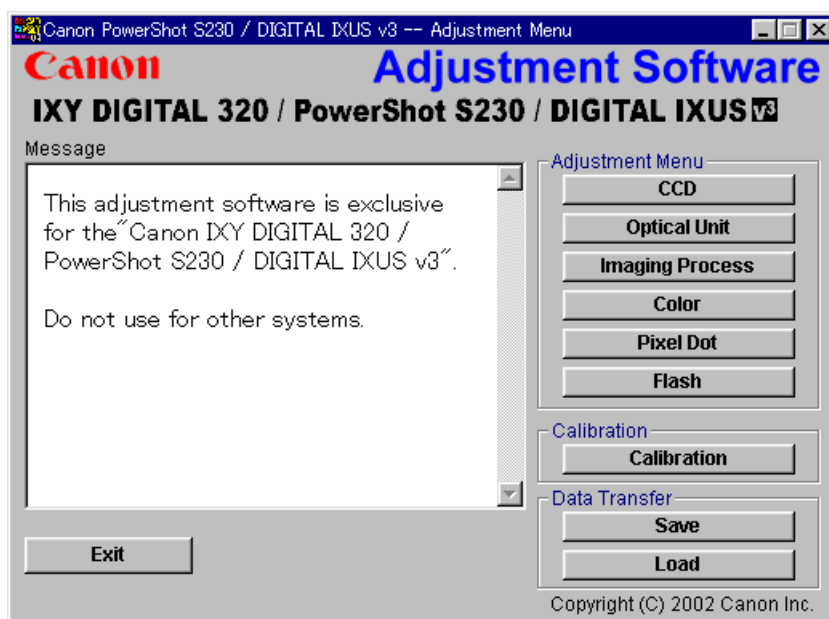 Canon PowerShot S230 / DIGITAL IXUS v3 -- Adjustment Menu
Canon Adjustment Software
IXY DIGITAL 320 / PowerShot S230 / DIGITAL IXUS v3
Message
This adjustment software is exclusive
for the"Canon IXY DIGITAL 320 /
PowerShot S230 / DIGITAL IXUS v3".
Do not use for other systems.
Exit
Adjustment Menu
CCD
Optical Unit
Imaging Process
Color
Pixel Dot
Flash
Calibration
Calibration
Data Transfer
Save
Load
Copyright (C) 2002 Canon Inc.